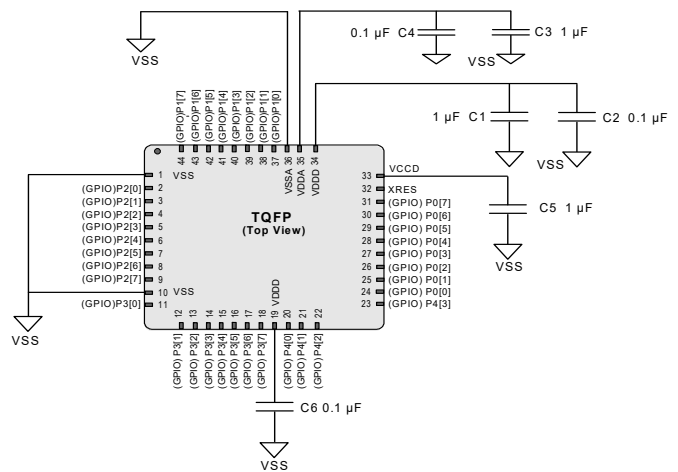 0.1 µF C4
C3 1 µF
VSS
VSS
1 µF C1
C2 0.1 µF
VSS
(GPIO)P1[7]
(GPIO)P1[6]
(GPIO)P1[5]
(GPIO)P1[4]
(GPIO)P1[3]
(GPIO)P1[2]
(GPIO)P1[1]
(GPIO)P1[0]
44
43
42
41
40
39
38
37
36
35
34
VSSA
VDDA
VDDD
1 VSS
(GPIO)P2[0] 2
(GPIO)P2[1] 3
(GPIO)P2[2] 4
(GPIO)P2[3] 5
(GPIO)P2[4] 6
(GPIO)P2[5] 7
(GPIO)P2[6] 8
(GPIO)P2[7] 9
10 VSS
(GPIO)P3[0] 11
TQFP
(Top View)
33 VCCD
32 XRES
31 (GPIO) P0[7]
30 (GPIO) P0[6]
29 (GPIO) P0[5]
28 (GPIO) P0[4]
27 (GPIO) P0[3]
26 (GPIO) P0[2]
25 (GPIO) P0[1]
24 (GPIO) P0[0]
23 (GPIO) P4[3]
C5 1 µF
VSS
VSS
VDDD
12
13
14
15
16
17
18
19
20
21
22
(GPIO) P3[1]
(GPIO) P3[2]
(GPIO) P3[3]
(GPIO) P3[4]
(GPIO) P3[5]
(GPIO) P3[6]
(GPIO) P3[7]
(GPIO) P4[0]
(GPIO) P4[1]
(GPIO) P4[2]
C6 0.1 µF
VSS